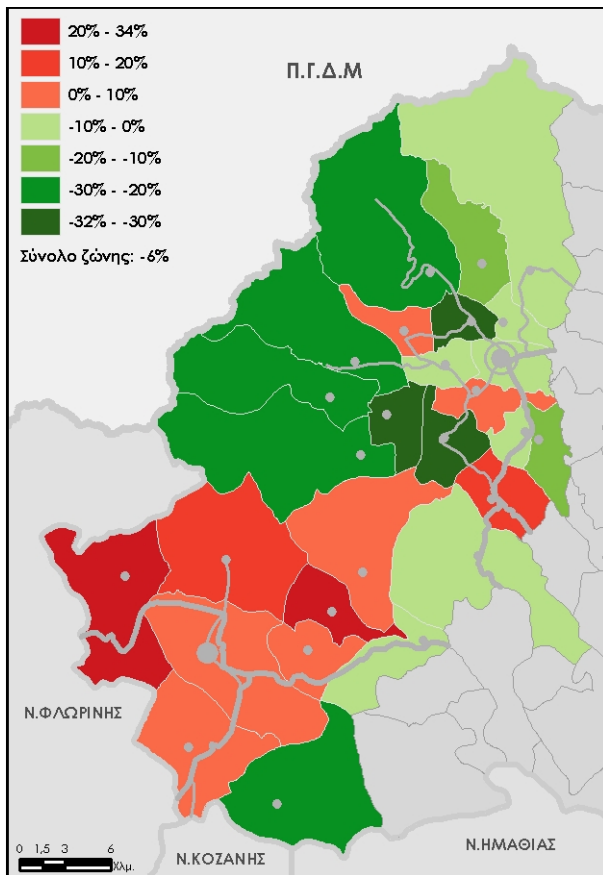 20% - 34%
10% - 20%
0% - 10%
-10% - 0%
-20% - -10%
-30% - -20%
-32% - -30%
Σύνολο ζώνης: -6%
Π.Γ.Δ.Μ
Ν.ΦΛΩΡΙΝΗΣ
Ν.ΚΟΖΑΝΗΣ
Ν.ΗΜΑΘΙΑΣ
0 1,5 3 6
Χλμ.